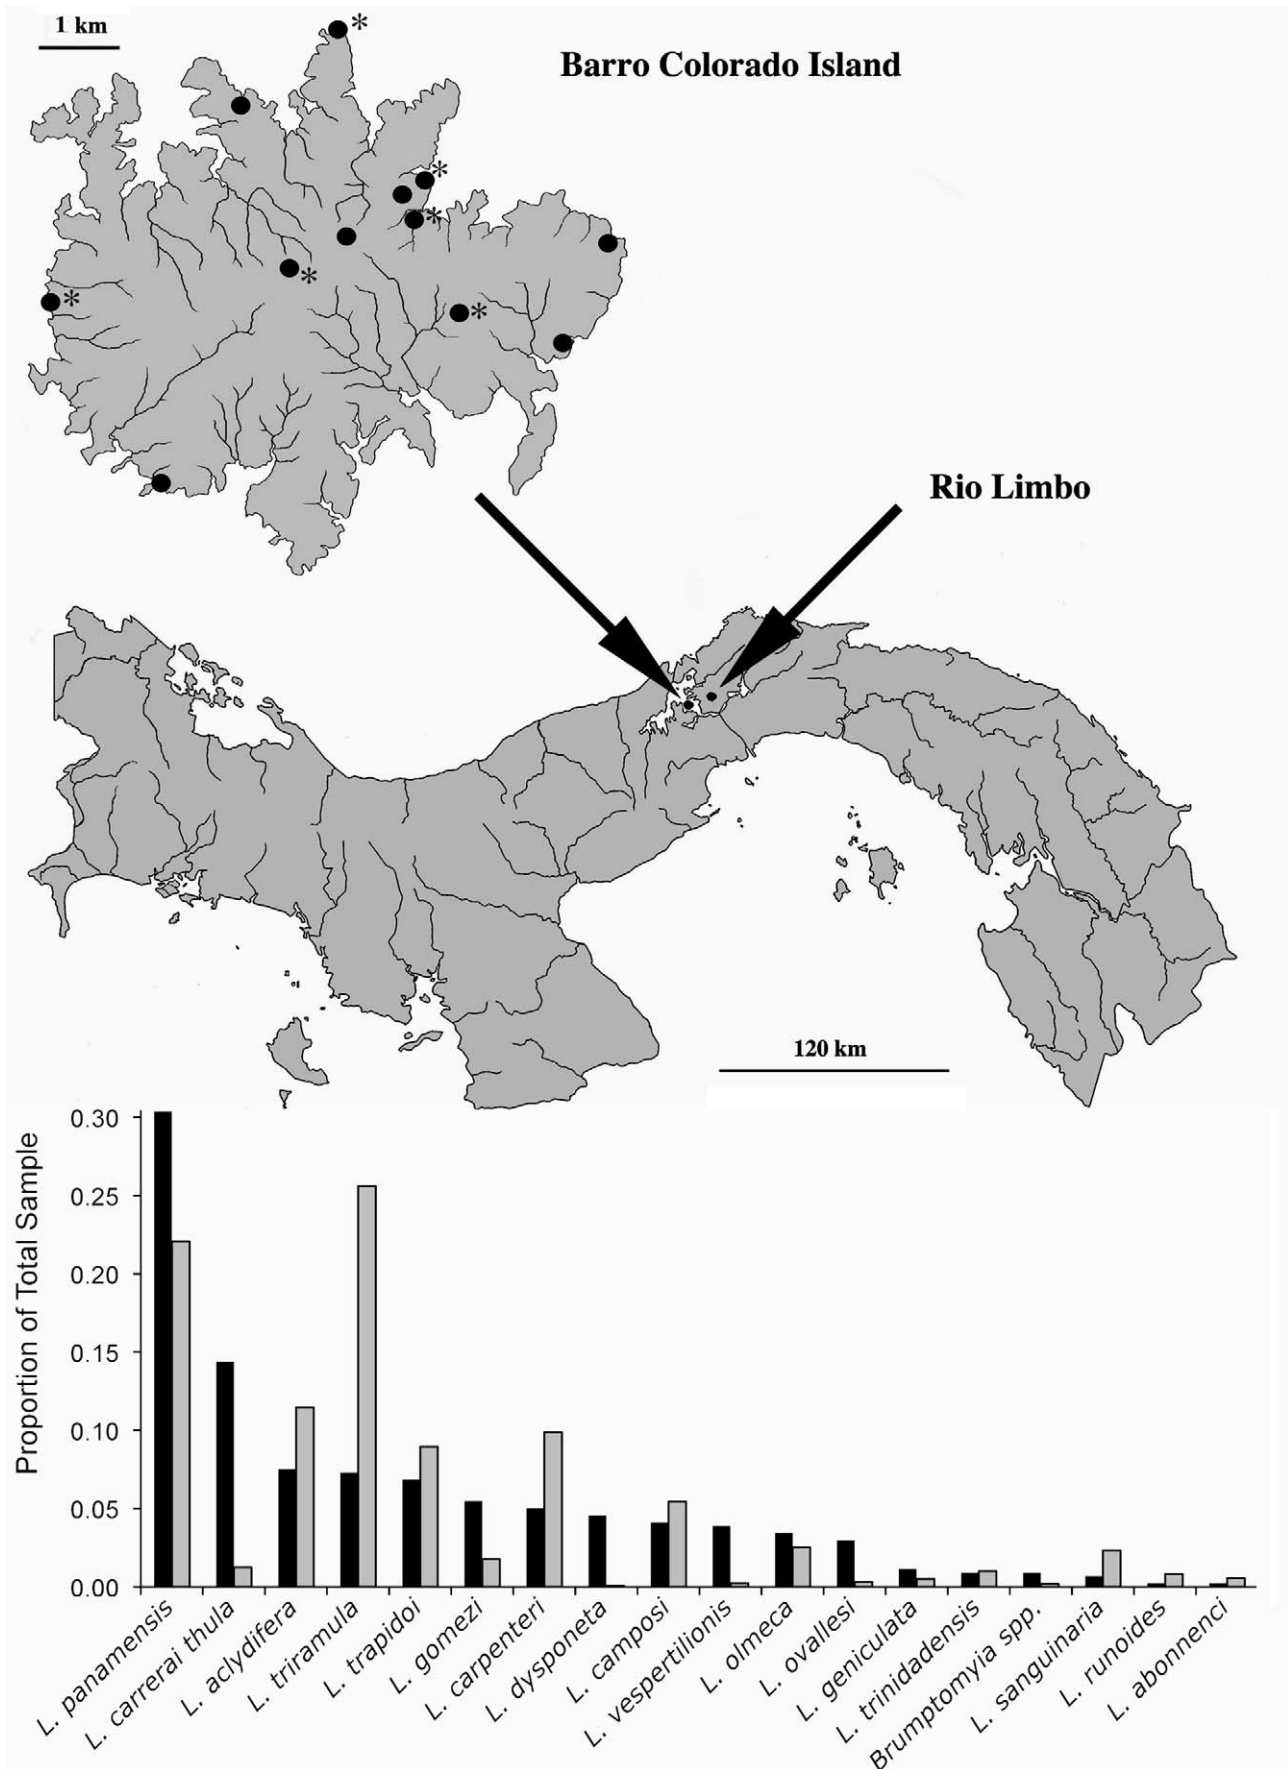 1 km
*
Barro Colorado Island
*
*
*
*
*
Rio Limbo
120 km
Proportion of Total Sample
0.30
0.25
0.20
0.15
0.10
0.05
0.00
L. panamensis
L. carrerai thula
L. aclydifera
L. triramula
L. trapidoi
L. gomezi
L. carpenteri
L. dysponeta
L. camposi
L. vespertilionis
L. olmeca
L. ovallesi
L. geniculata
L. trinidadensis
Brumptomyia spp.
L. sanguinaria
L. runoides
L. abonnenci